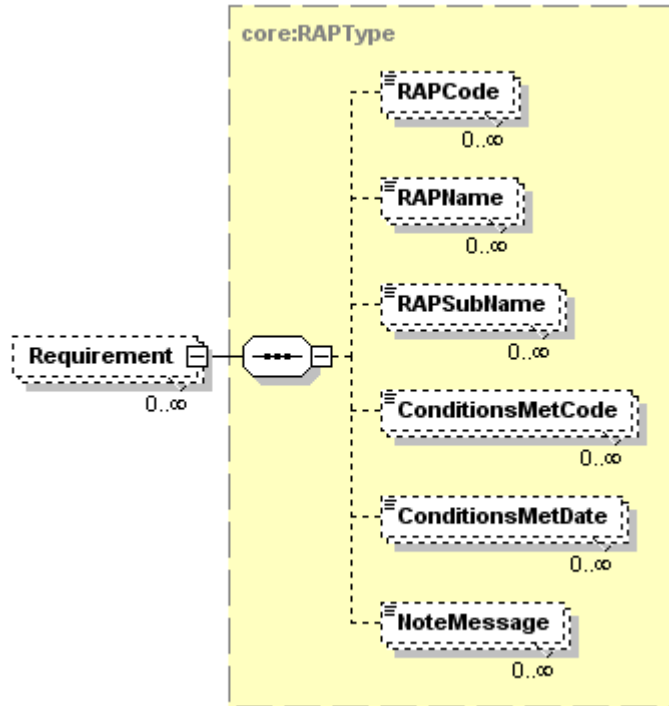 core:RAPType
RAPCode
0..∞
RAPName
0..∞
RAPSubName
0..∞
Requirement
0..∞
ConditionsMetCode
0..∞
ConditionsMetDate
0..∞
NoteMessage
0..∞